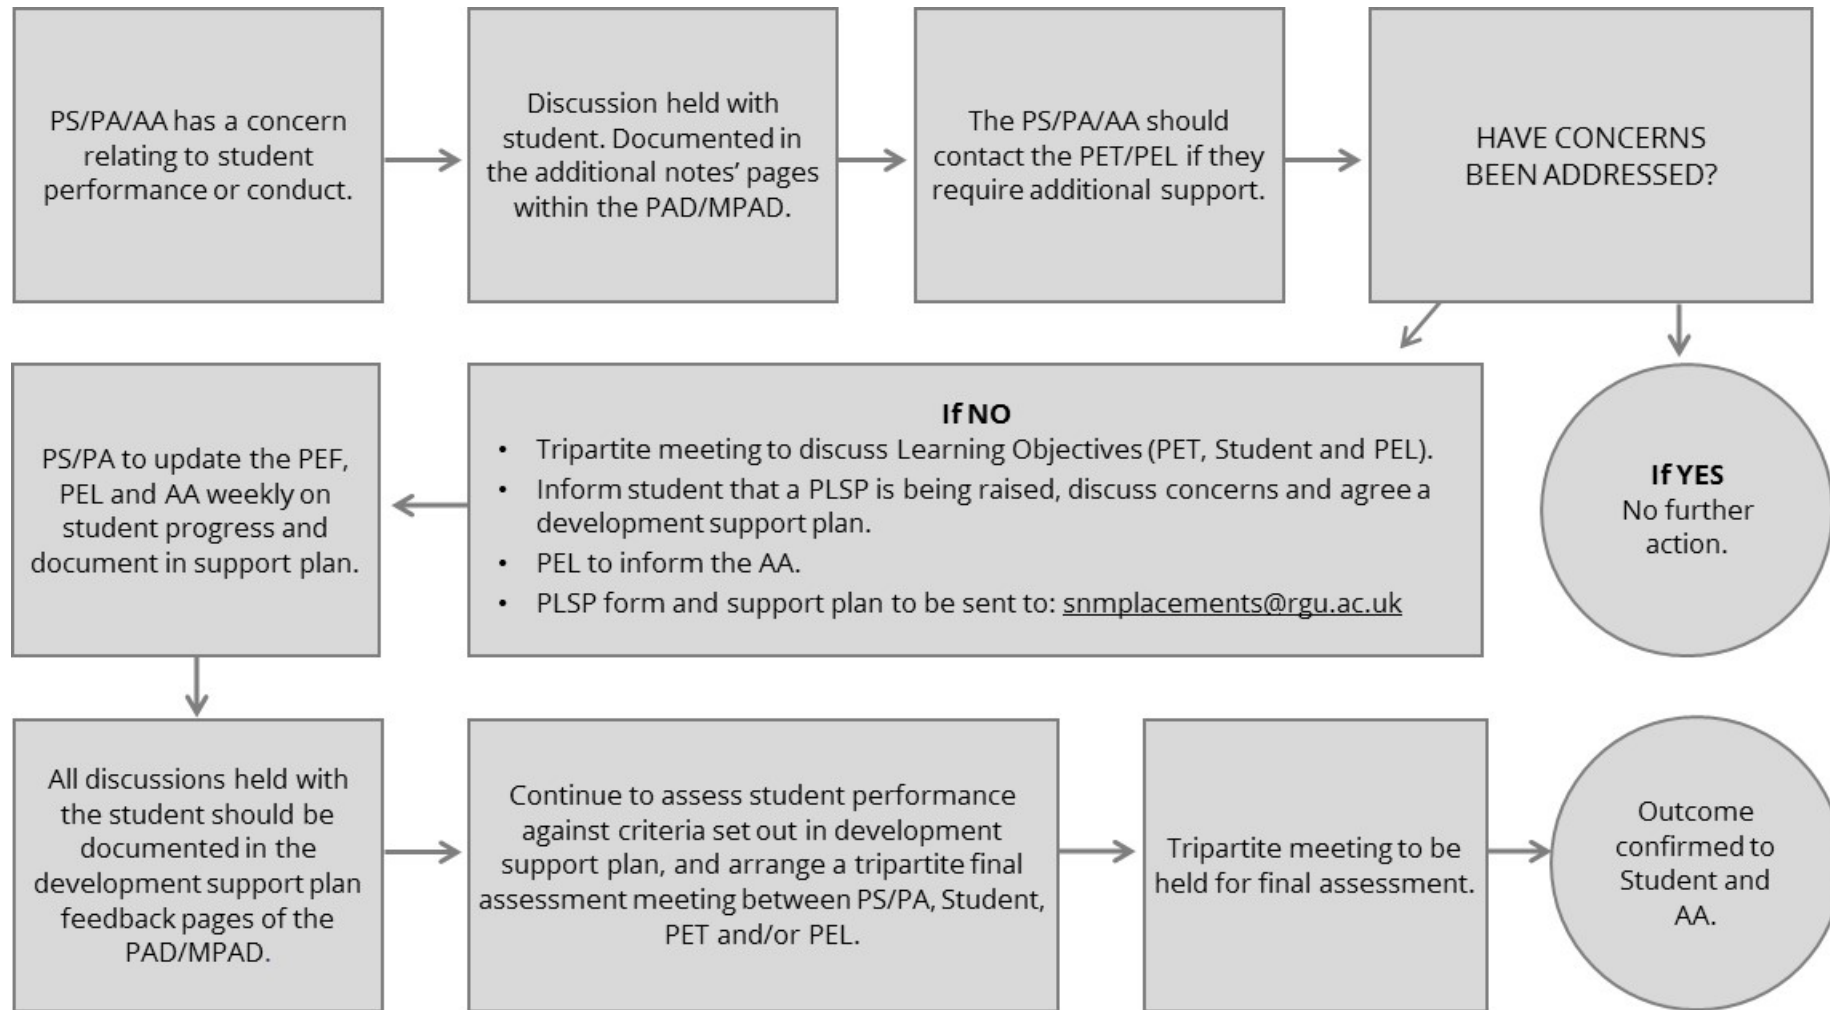 PS/PA/AA has a concern
relating to student
performance or conduct.
Discussion held with
student. Documented in
the additional notes’ pages
within the PAD/MPAD.
The PS/PA/AA should
contact the PET/PEL if they
require additional support.
HAVE CONCERNS
BEEN ADDRESSED?
If YES
No further
action.
If NO
• Tripartite meeting to discuss Learning Objectives (PET, Student and PEL).
• Inform student that a PLSP is being raised, discuss concerns and agree a
development support plan.
• PEL to inform the AA.
• PLSP form and support plan to be sent to: snmplacements@rgu.ac.uk
PS/PA to update the PEF,
PEL and AA weekly on
student progress and
document in support plan.
All discussions held with
the student should be
documented in the
development support plan
feedback pages of the
PAD/MPAD.
Continue to assess student performance
against criteria set out in development
support plan, and arrange a tripartite final
assessment meeting between PS/PA, Student,
PET and/or PEL.
Tripartite meeting to be
held for final assessment.
Outcome
confirmed to
Student and
AA.